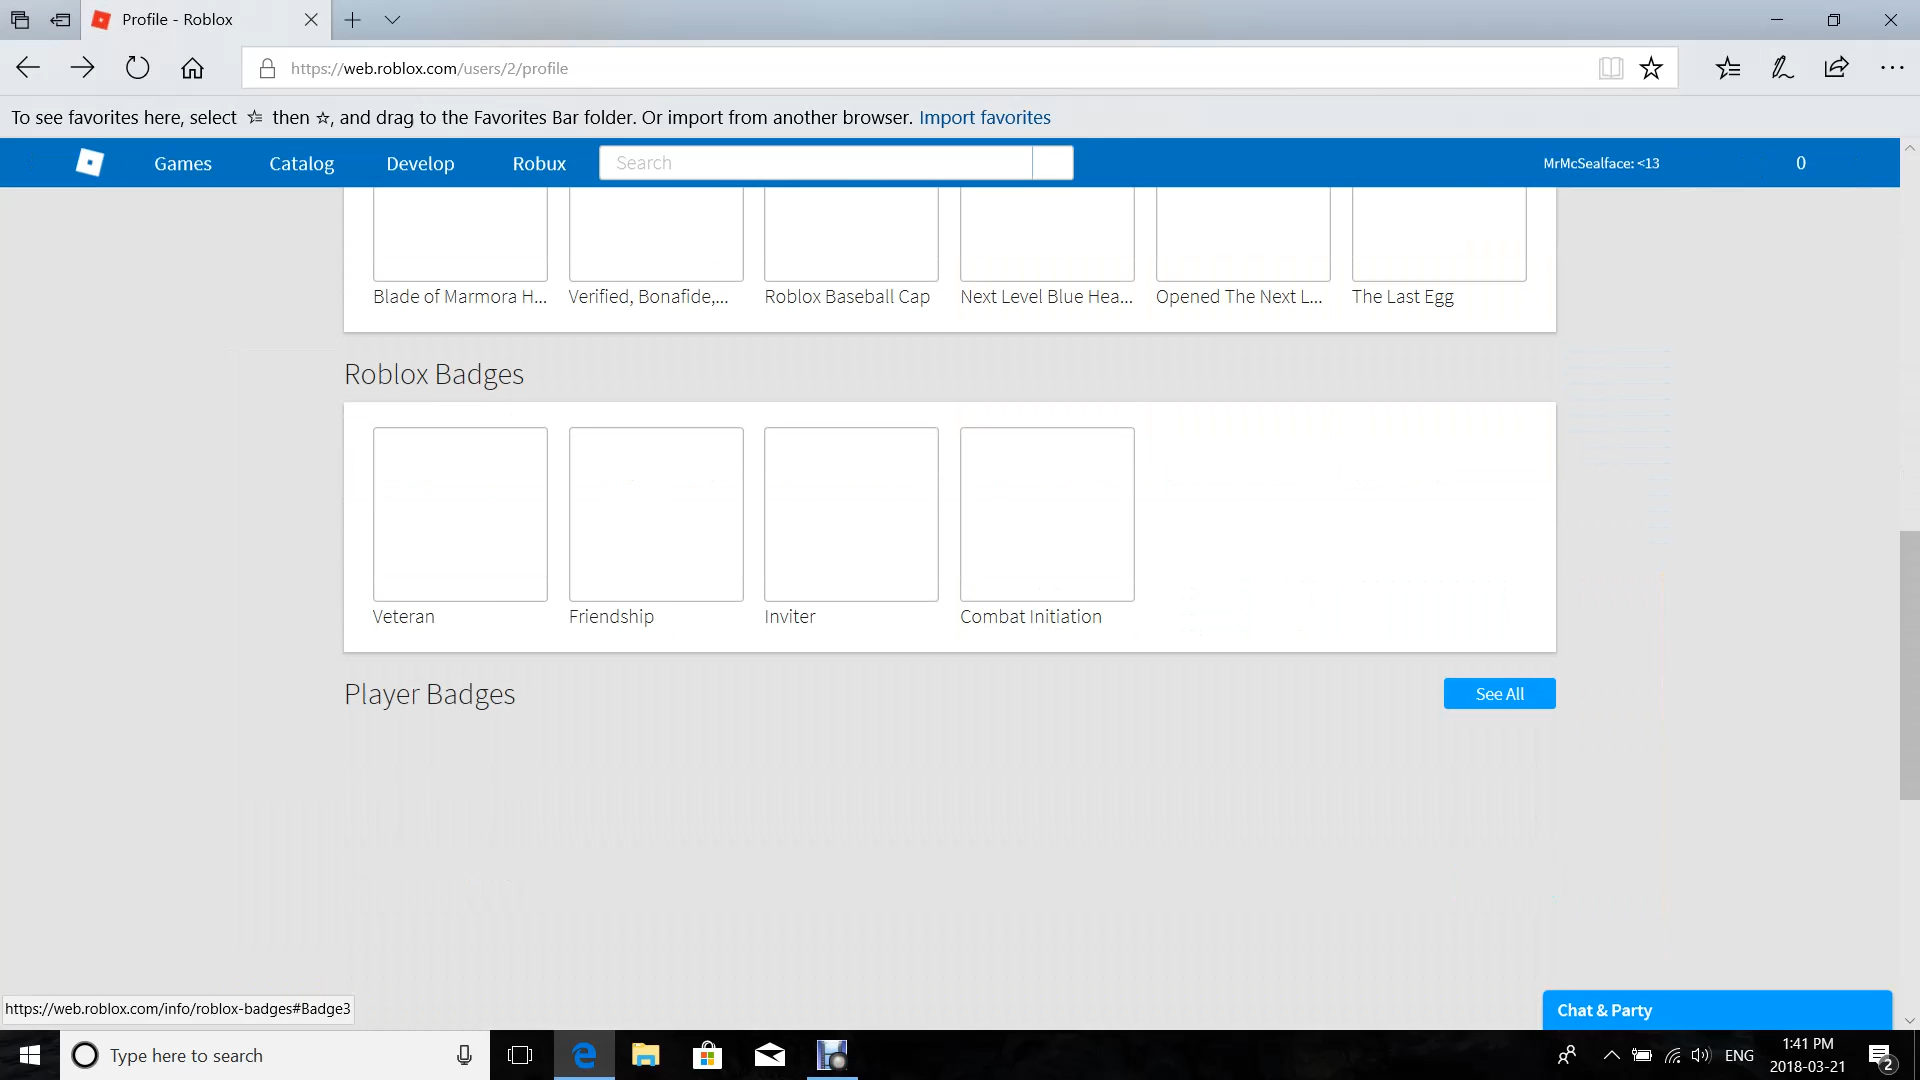 Profile - Roblox
https://web.roblox.com/users/2/profile
To see favorites here, select then , and drag to the Favorites Bar folder. Or import from another browser. Import favorites
Games Catalog Develop Robux Search MrMcSealface: <13 0
Blade of Marmora H... Verified, Bonafide,... Roblox Baseball Cap Next Level Blue Hea... Opened The Next L... The Last Egg
Roblox Badges
Veteran Friendship Inviter Combat Initiation
Player Badges See All
https://web.roblox.com/info/roblox-badges#Badge3
Chat & Party
Type here to search ENG 1:41 PM
2018-03-21 2